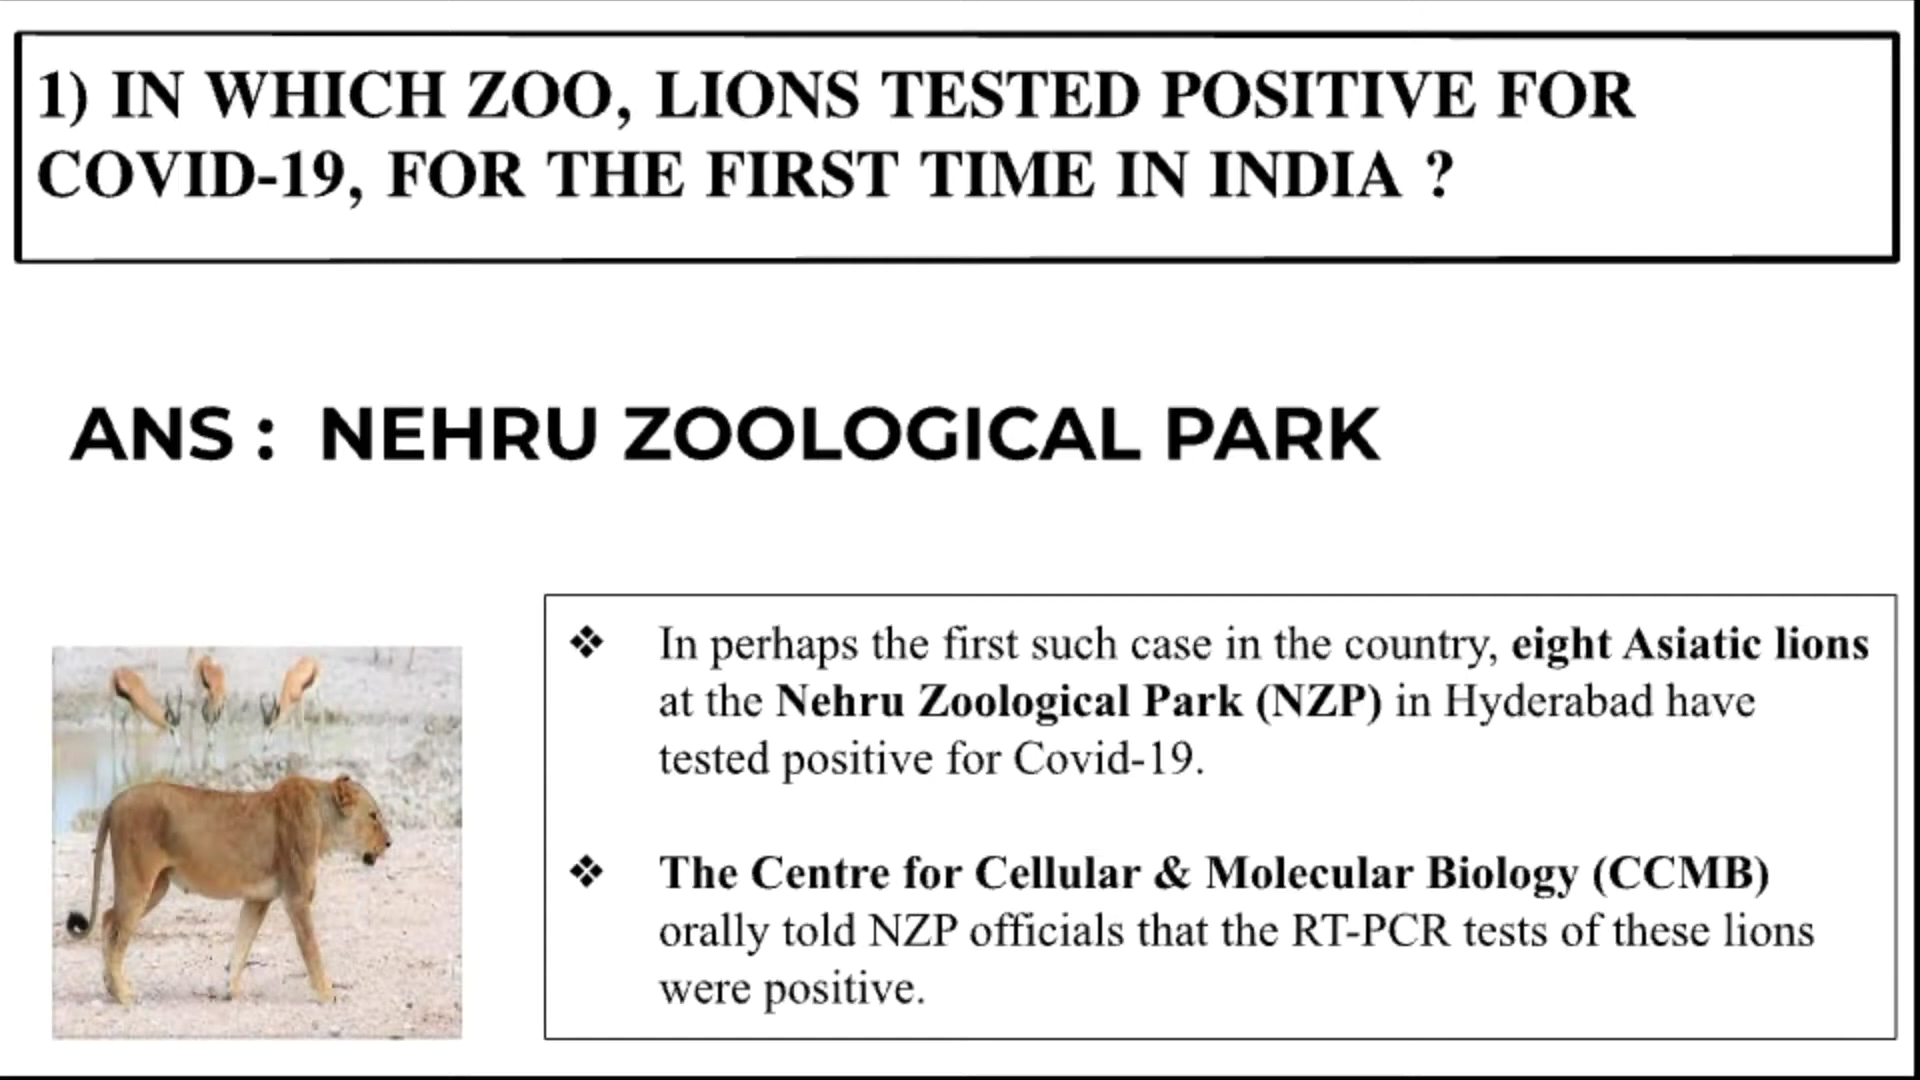 1) IN WHICH ZOO, LIONS TESTED POSITIVE FOR
COVID-19, FOR THE FIRST TIME IN INDIA ?
ANS : NEHRU ZOOLOGICAL PARK
❖ In perhaps the first such case in the country, eight Asiatic lions
at the Nehru Zoological Park (NZP) in Hyderabad have
tested positive for Covid-19.
❖ The Centre for Cellular & Molecular Biology (CCMB)
orally told NZP officials that the RT-PCR tests of these lions
were positive.